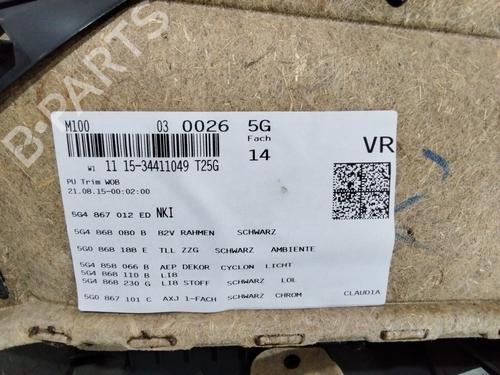 B-PARTS
M100 03 0026 5G
Fach
W1 11 15-34411049 T25G 14
VR
PU Trim WOB
21.08.15-00:02:00
5G4 867 012 ED NKI
5G4 868 080 B B2V RAHMEN SCHWARZ
5G0 868 188 E TLL ZZG SCHWARZ AMBIENTE
5G4 858 066 B AEP DEKOR CYCLON LICHT
5G4 868 110 B LI8
5G4 868 230 G LI8 STOFF SCHWARZ LOL
5G0 867 101 C AXJ 1-FACH SCHWARZ CHROM
CLAUDIA